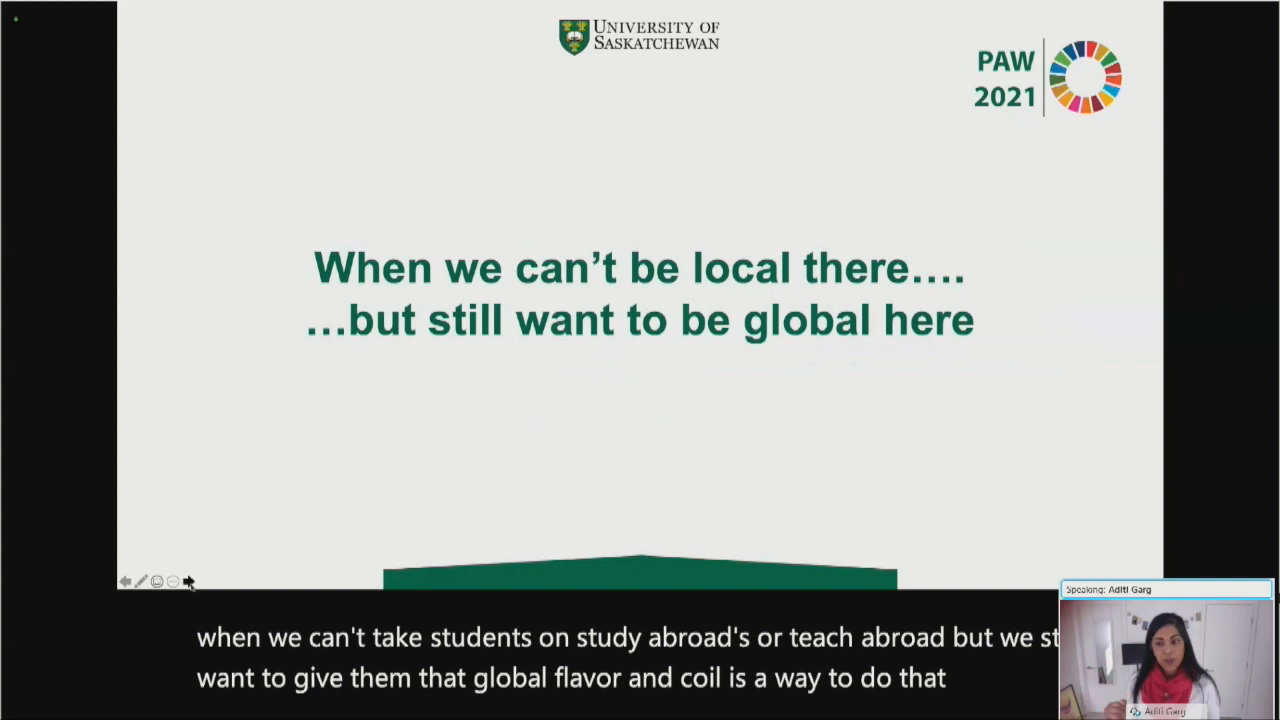 UNIVERSITY OF
SASKATCHEWAN
PAW
2021
When we can’t be local there....
...but still want to be global here
Speaking: Aditi Garg
when we can't take students on study abroad's or teach abroad but we st
want to give them that global flavor and coil is a way to do that
Aditi Garg